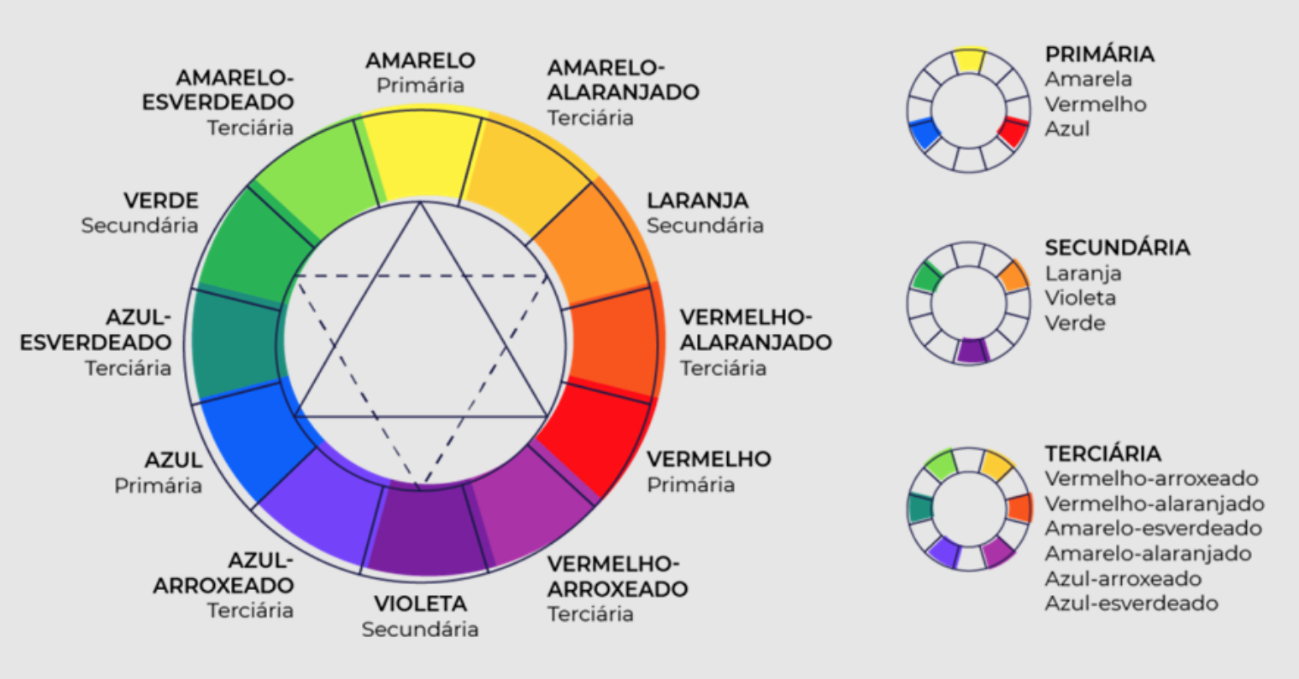 AMARELO
Primária
AMARELO-
ALARANJADO
Terciária
LARANJA
Secundária
VERMELHO-
ALARANJADO
Terciária
VERMELHO
Primária
VERMELHO-
ARROXEADO
Terciária
VIOLETA
Secundária
AZUL-
ARROXEADO
Terciária
AZUL
Primária
AZUL-
ESVERDEADO
Terciária
VERDE
Secundária
AMARELO-
ESVERDEADO
Terciária
PRIMÁRIA
Amarela
Vermelho
Azul
SECUNDÁRIA
Laranja
Violeta
Verde
TERCIÁRIA
Vermelho-arroxeado
Vermelho-alaranjado
Amarelo-esverdeado
Amarelo-alaranjado
Azul-arroxeado
Azul-esverdeado